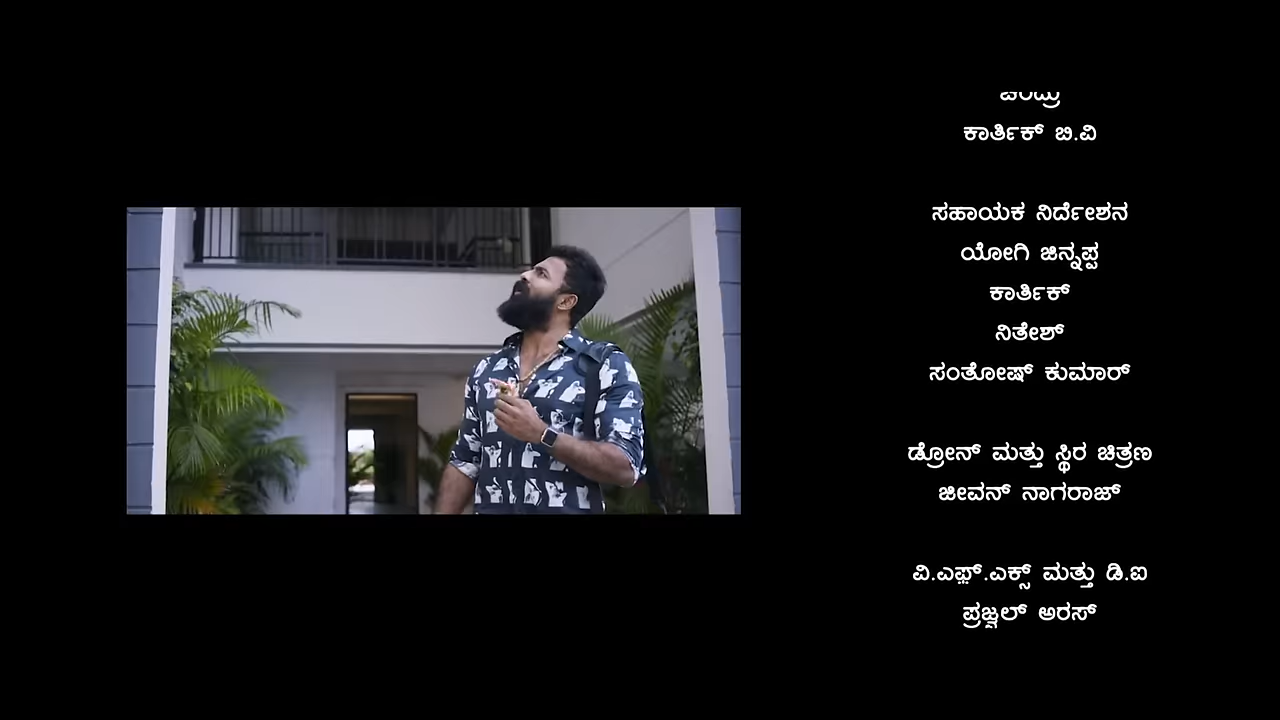 ಕಾರ್ತಿಕ್ ಬಿ.ವಿ
ಸಹಾಯಕ ನಿರ್ದೇಶನ
ಯೋಗಿ ಜಿನ್ನಪ್ಪ
ಕಾರ್ತಿಕ್
ನಿತೇಶ್
ಸಂತೋಷ್ ಕುಮಾರ್
ಡ್ರೋನ್ ಮತ್ತು ಸ್ಥಿರ ಚಿತ್ರಣ
ಜೀವನ್ ನಾಗರಾಜ್
ವಿ.ಎಫ಼್.ಎಕ್ಸ್ ಮತ್ತು ಡಿ.ಐ
ಪ್ರಜ್ವಲ್ ಅರಸ್